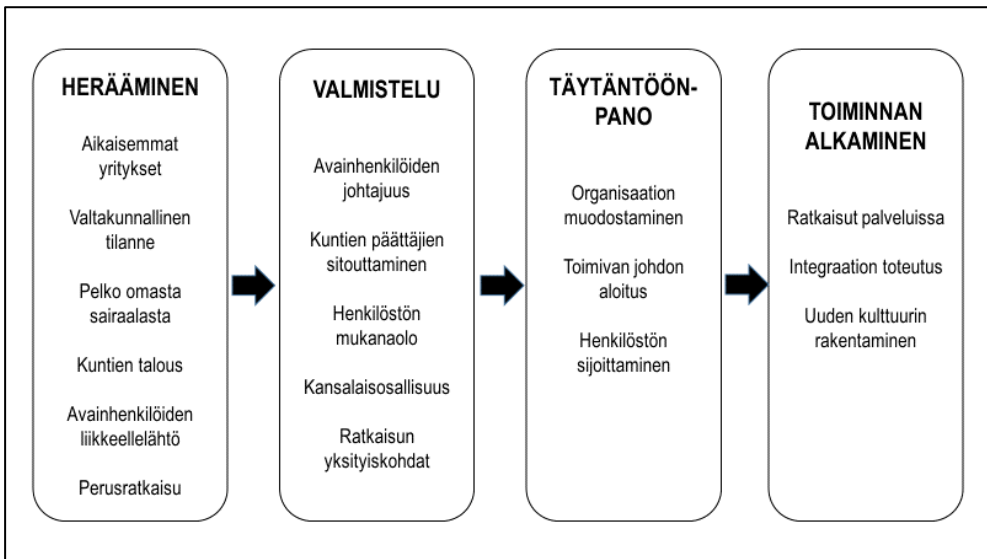 HERÄÄMINEN
Aikaisemmat
yritykset
Valtakunnallinen
tilanne
Pelko omasta
sairaalasta
Kuntien talous
Avainhenkilöiden
liikkeellelähtö
Perusratkaisu
VALMISTELU
Avainhenkilöiden
johtajuus
Kuntien päättäjien
sitouttaminen
Henkilöstön
mukanaolo
Kansalaisosallisuus
Ratkaisun
yksityiskohdat
TÄYTÄNTÖÖN-
PANO
Organisaation
muodostaminen
Toimivan johdon
aloitus
Henkilöstön
sijoittaminen
TOIMINNAN
ALKAMINEN
Ratkaisut palveluissa
Integraation toteutus
Uuden kulttuurin
rakentaminen